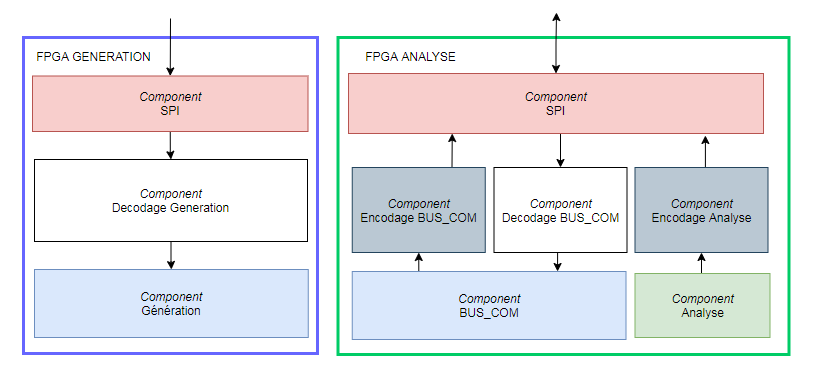 FPGA GENERATION
Component
SPI
Component
Decodage Generation
Component
Génération
FPGA ANALYSE
Component
SPI
Component
Encodage BUS_COM
Component
Decodage BUS_COM
Component
Encodage Analyse
Component
BUS_COM
Component
Analyse